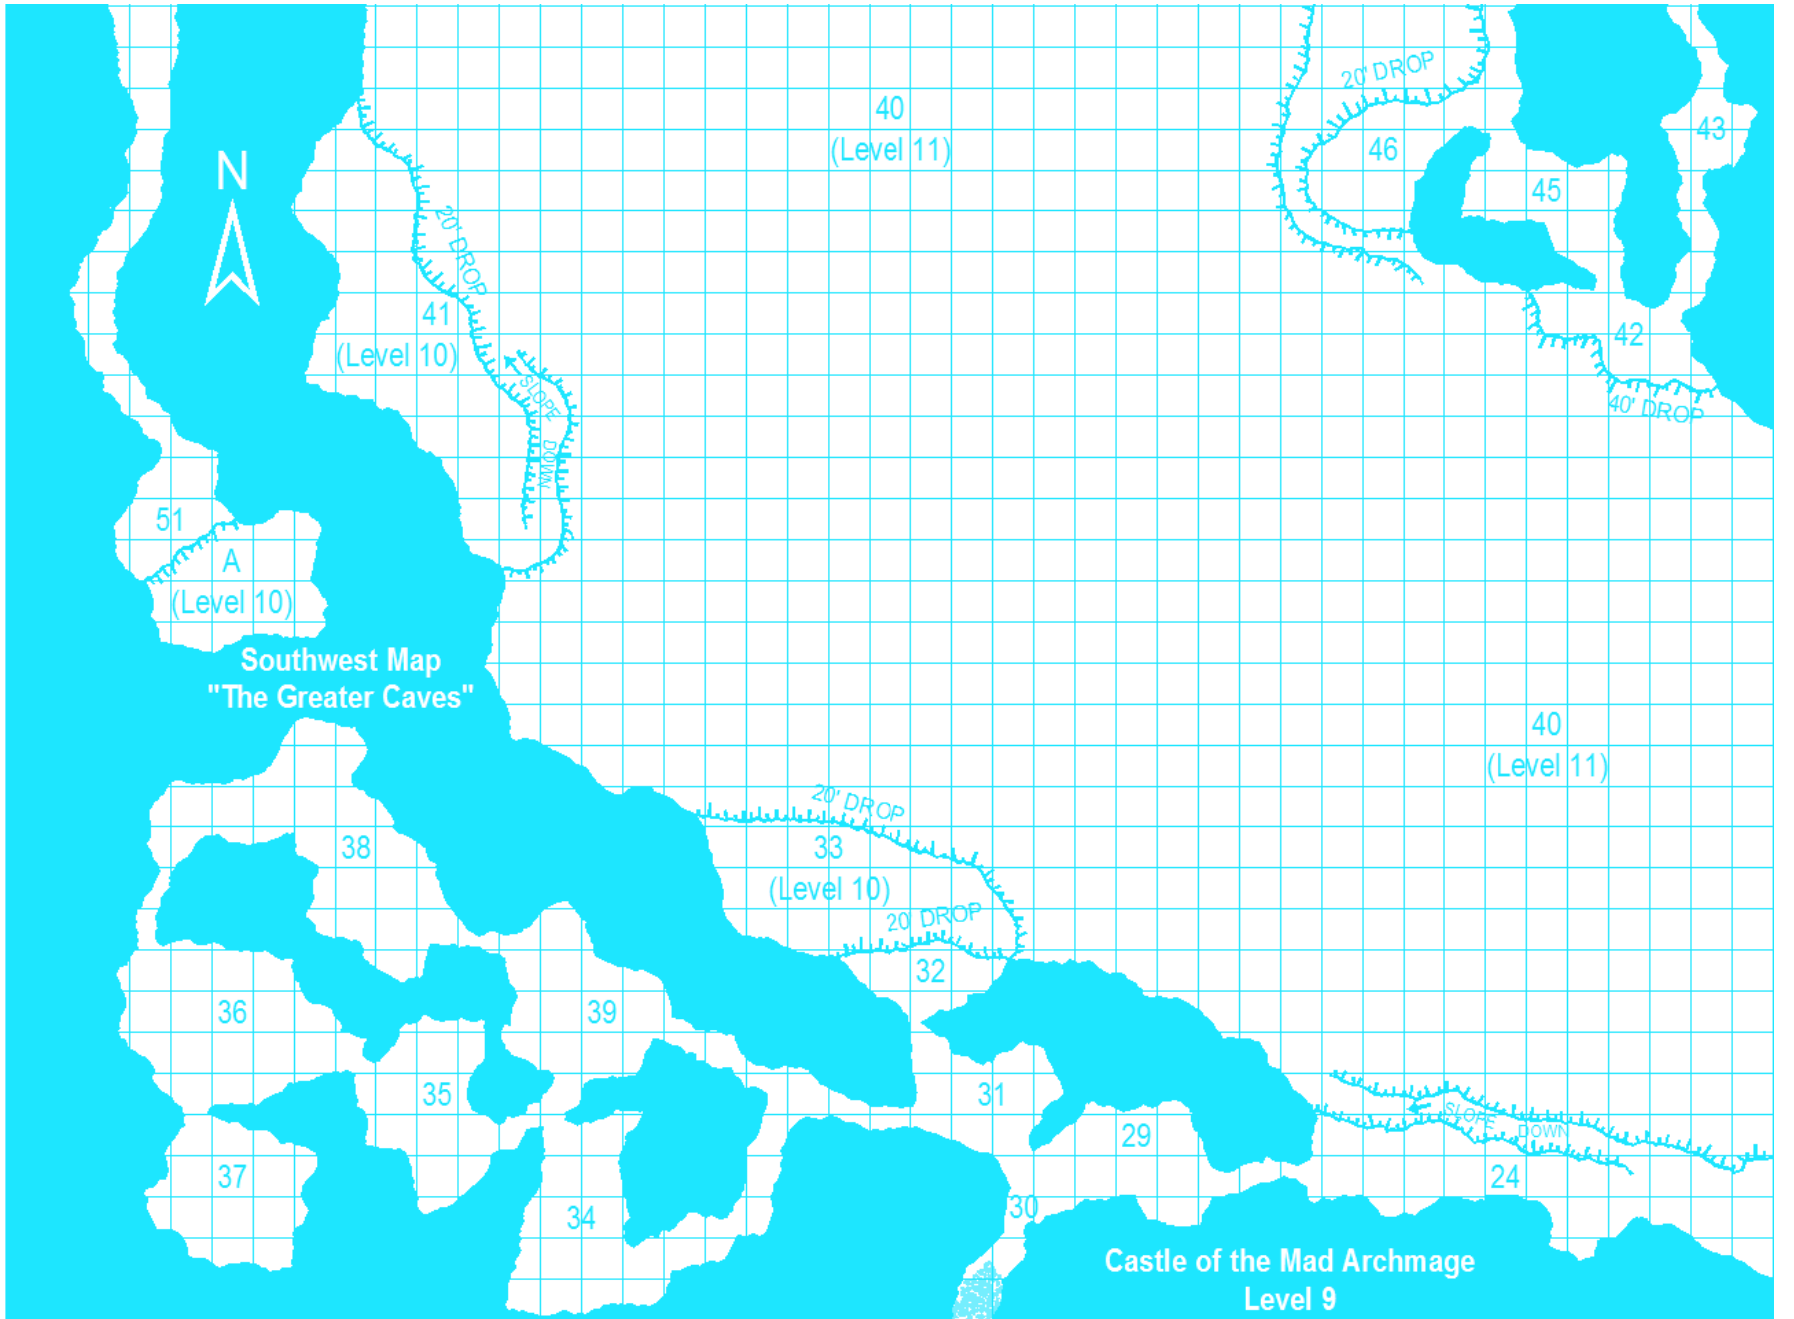 20' DROP
40
(Level 11)
43
46
N
45
20' DROP
41
(Level 10)
42
SLOPE
DOWN
40' DROP
51
A
(Level 10)
Southwest Map
"The Greater Caves"
40
(Level 11)
20' DROP
33
(Level 10)
38
20' DROP
32
36
39
35
31
SLOPE
DOWN
29
37
24
34
30
Castle of the Mad Archmage
Level 9